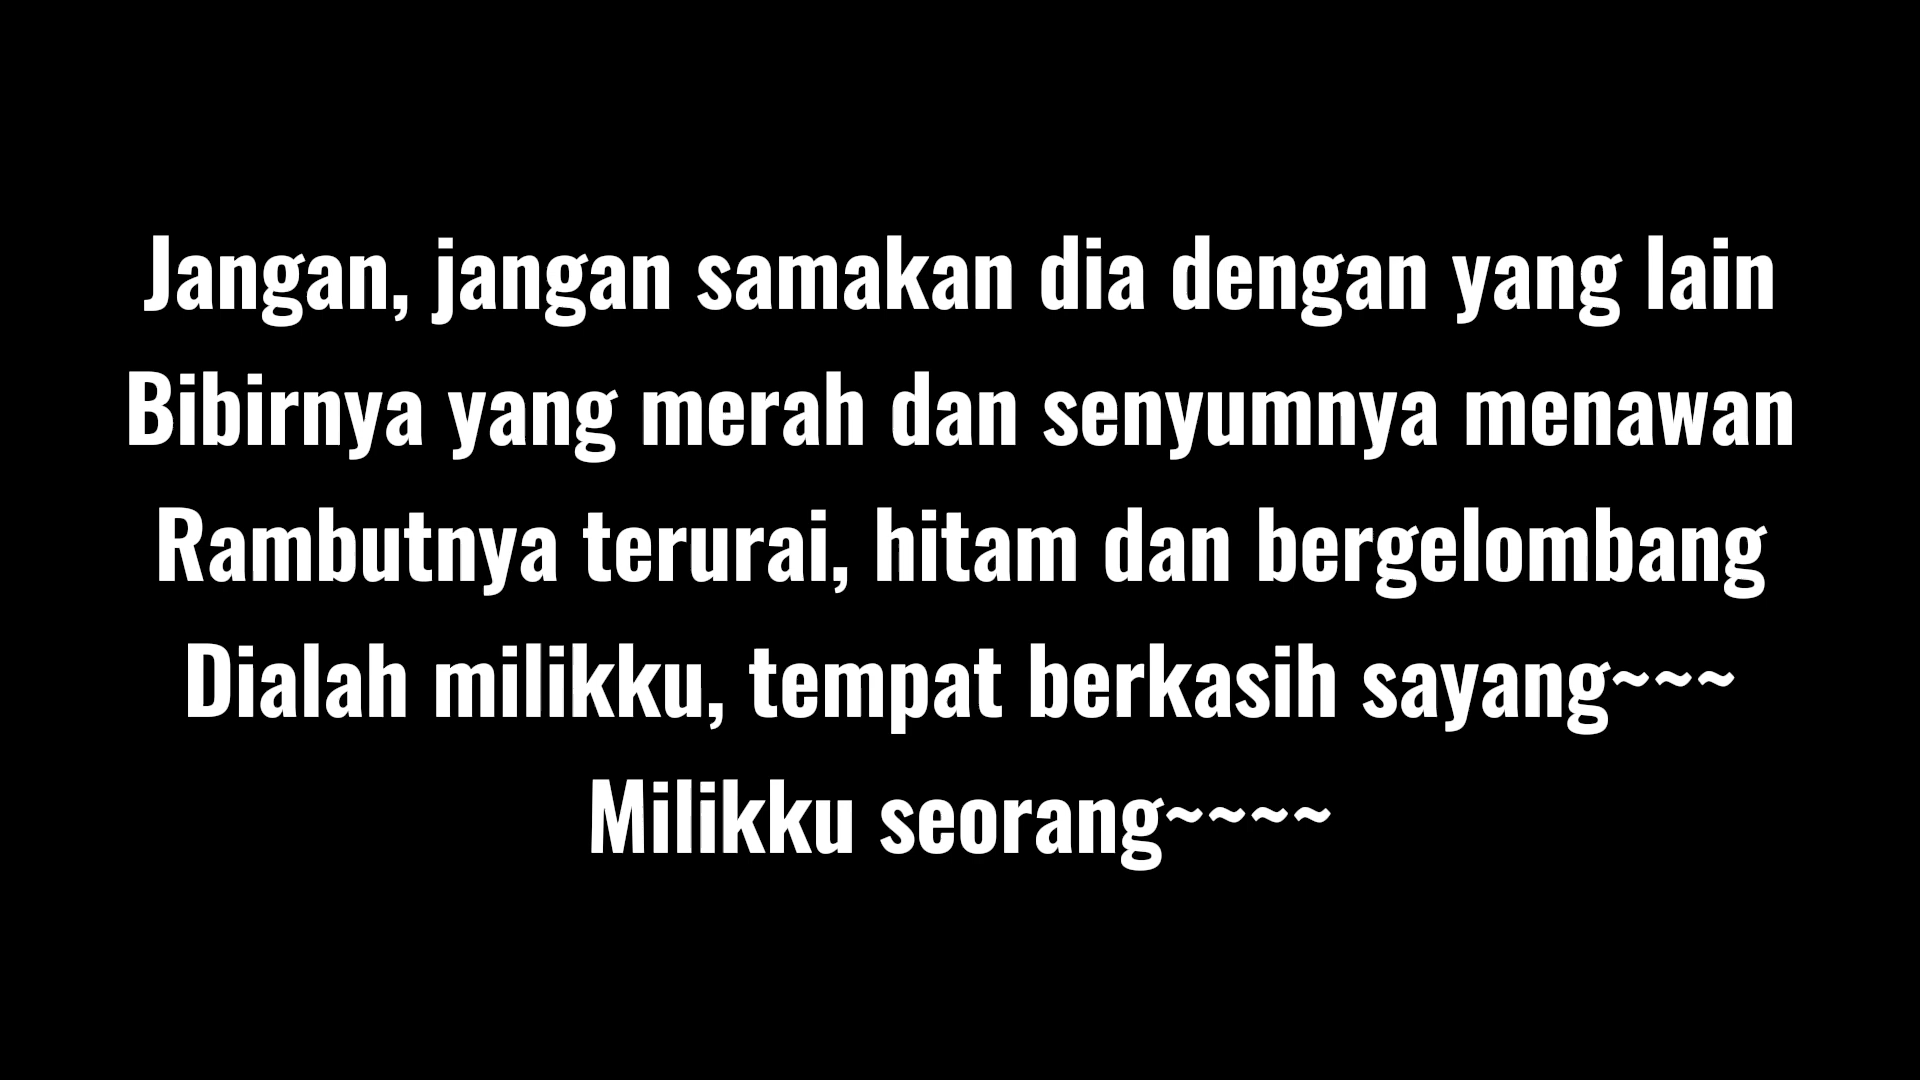 Jangan, jangan samakan dia dengan yang lain
Bibirnya yang merah dan senyumnya menawan
Rambutnya terurai, hitam dan bergelombang
Dialah milikku, tempat berkasih sayang~~~
Milikku seorang~~~~